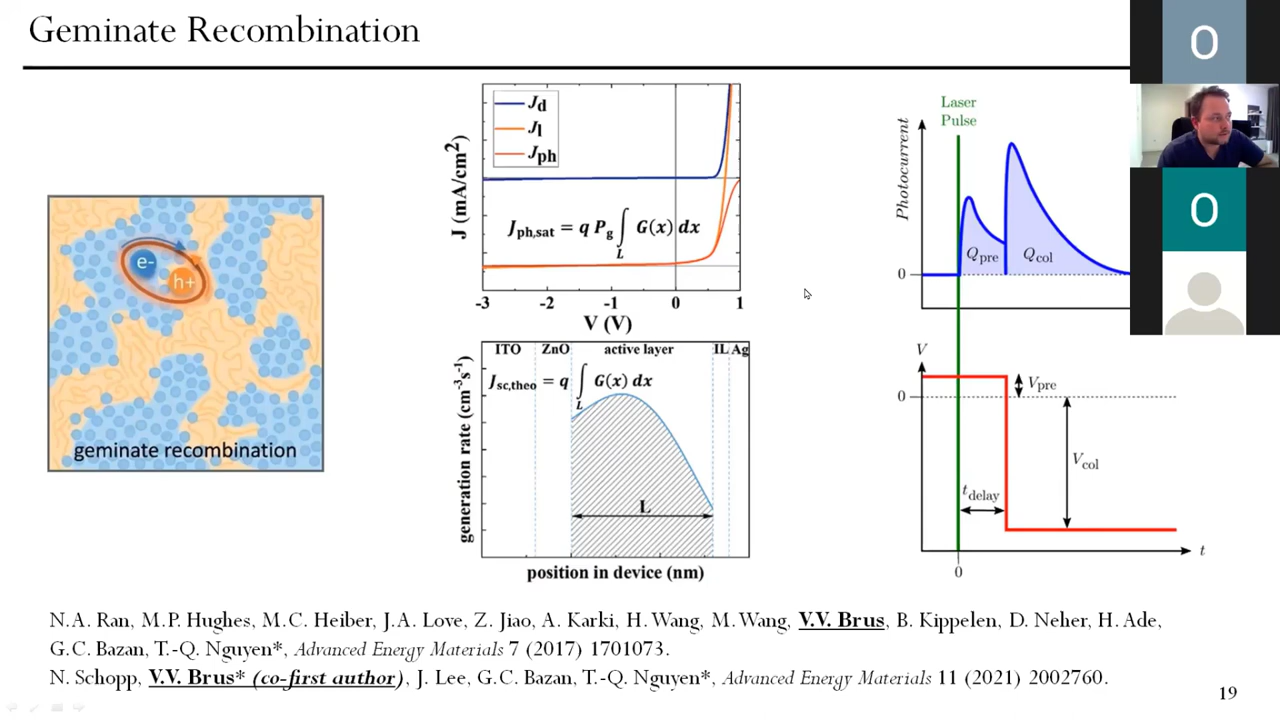 Geminate Recombination
O
O
e-
h+
geminate recombination
J (mA/cm2)
Jd
Jl
Jph
Jph,sat = q Pg ∫L G(x) dx
-3 -2 -1 0 1
V (V)
generation rate (cm-3s-1)
ITO ZnO active layer IL Ag
Jsc,theo = q ∫L G(x) dx
L
position in device (nm)
Laser
Pulse
Photocurrent
0
Qpre
Qcol
V
0
Vpre
Vcol
tdelay
t
0
N.A. Ran, M.P. Hughes, M.C. Heiber, J.A. Love, Z. Jiao, A. Karki, H. Wang, M. Wang, V.V. Brus, B. Kippelen, D. Neher, H. Ade,
G.C. Bazan, T.-Q. Nguyen*, Advanced Energy Materials 7 (2017) 1701073.
N. Schopp, V.V. Brus* (co-first author), J. Lee, G.C. Bazan, T.-Q. Nguyen*, Advanced Energy Materials 11 (2021) 2002760.
19